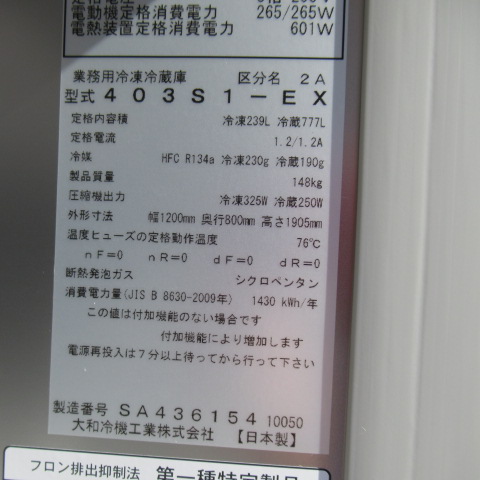 電動機定格消費電力 265/265W
電熱装置定格消費電力 601W
業務用冷凍冷蔵庫 区分名 2A
型式 403S1-EX
定格内容積 冷凍239L 冷蔵777L
定格電流 1.2/1.2A
冷媒 HFC R134a 冷凍230g 冷蔵190g
製品質量 148kg
圧縮機出力 冷凍325W 冷蔵250W
外形寸法 幅1200mm 奥行800mm 高さ1905mm
温度ヒューズの定格動作温度 76℃
nF=0 nR=0 dF=0 dR=0
断熱発泡ガス シクロペンタン
消費電力量(JIS B 8630-2009年) 1430 kWh/年
この値は付加機能のない場合です
付加機能により増加します
電源再投入は7分以上待ってから行って下さい
製造番号 SA436154 10050
大和冷機工業株式会社 【日本製】
フロン排出抑制法 第一種特定製品